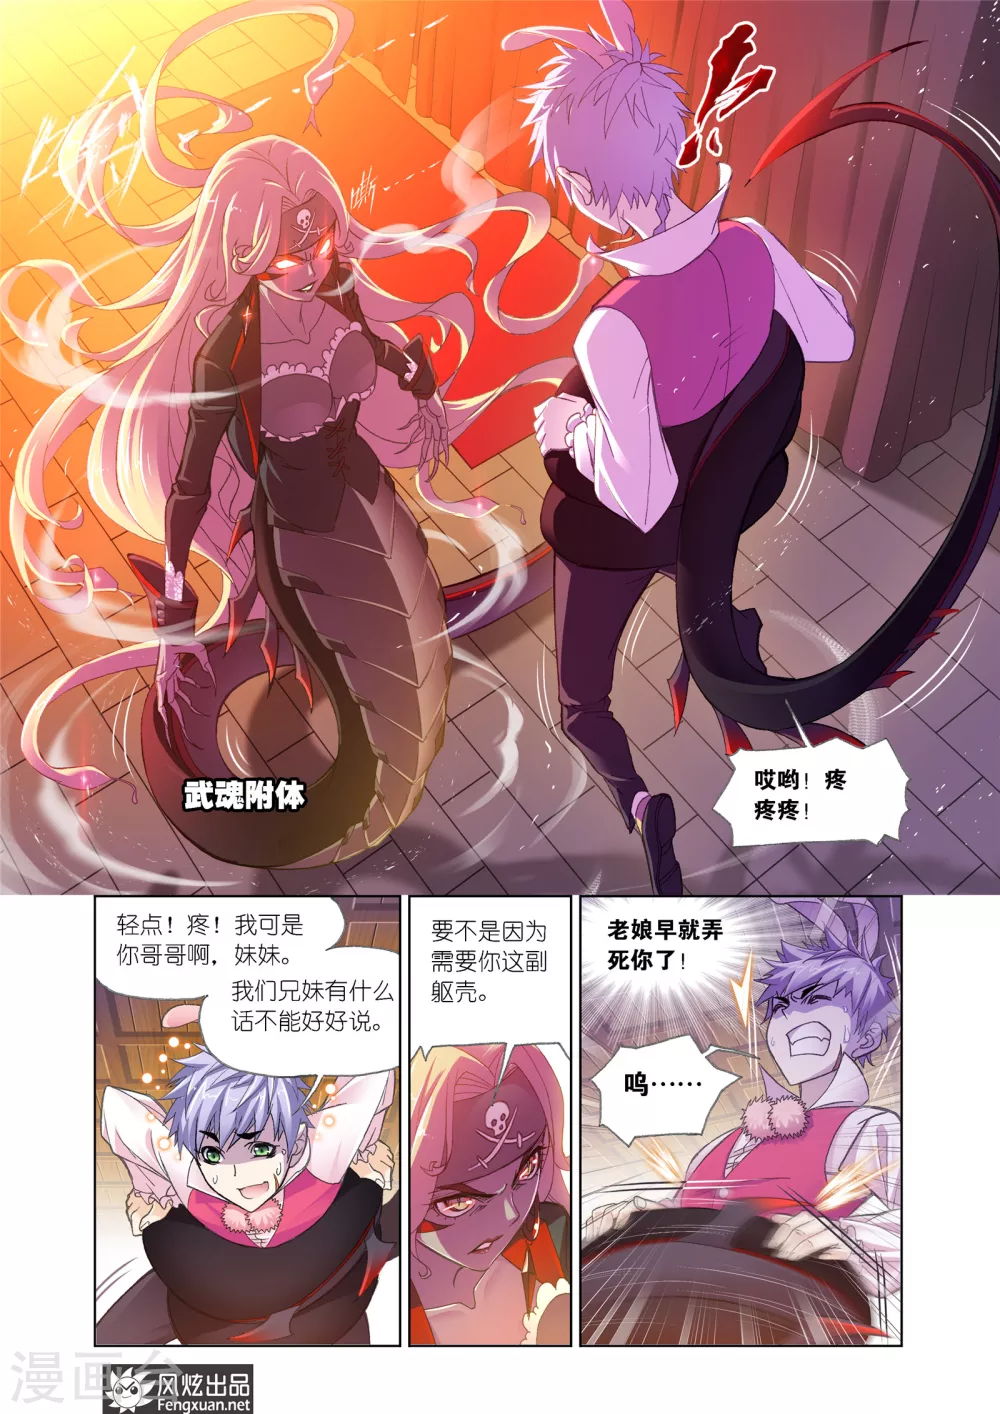 嘶
嘶
嘶
武魂附体
哎哟！疼
疼疼！
轻点！疼！我可是
你哥哥啊，妹妹。
我们兄妹有什么
话不能好好说。
要不是因为
需要你这副
躯壳。
老娘早就弄
死你了！
呜……
漫画台
风炫出品
Fengxuan.net